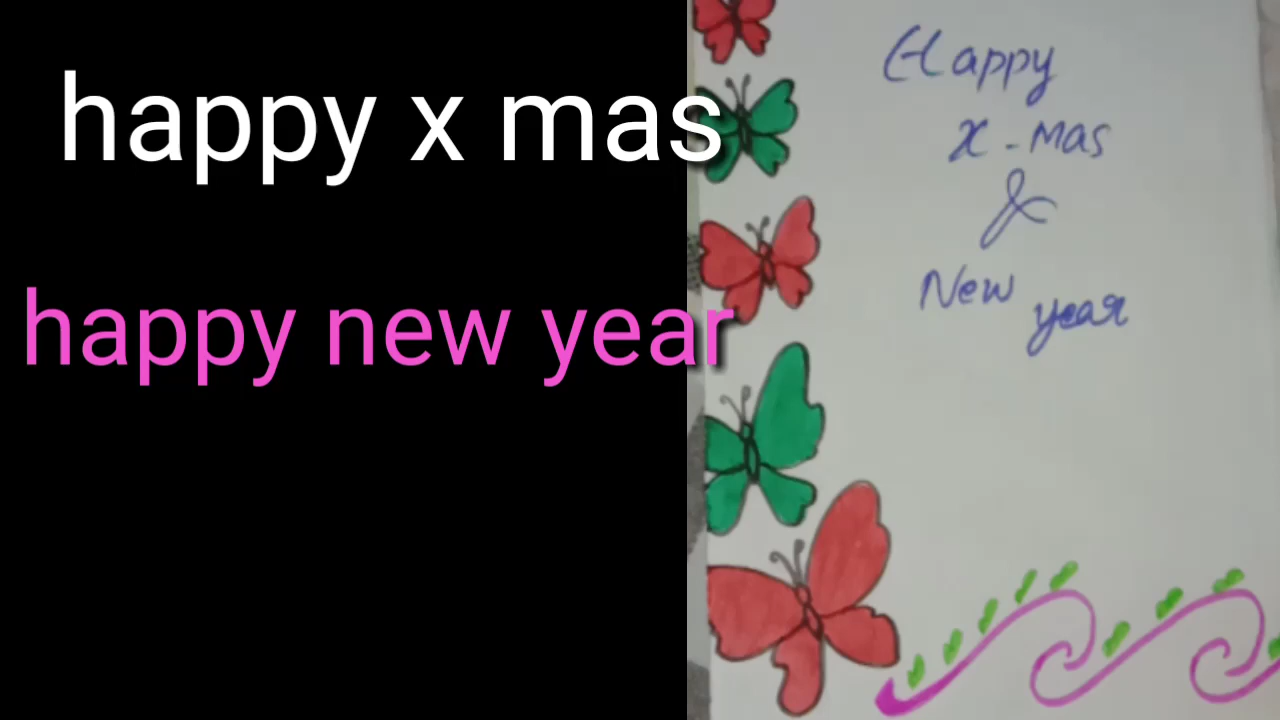 happy x mas
happy new year
Happy
x-mas
&
New
year